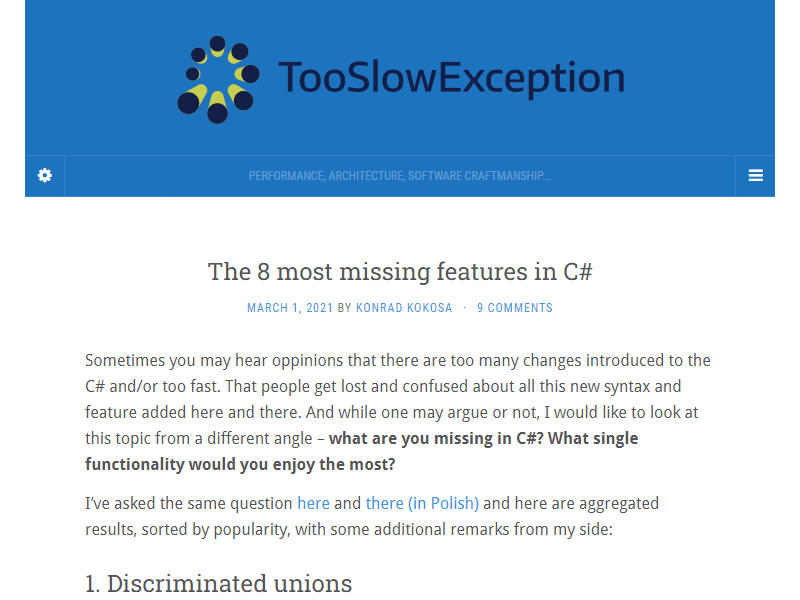 TooSlowException
PERFORMANCE, ARCHITECTURE, SOFTWARE CRAFTMANSHIP...
The 8 most missing features in C#
MARCH 1, 2021 BY KONRAD KOKOSA · 9 COMMENTS
Sometimes you may hear oppinions that there are too many changes introduced to the
C# and/or too fast. That people get lost and confused about all this new syntax and
feature added here and there. And while one may argue or not, I would like to look at
this topic from a different angle – what are you missing in C#? What single
functionality would you enjoy the most?
I've asked the same question here and there (in Polish) and here are aggregated
results, sorted by popularity, with some additional remarks from my side:
1. Discriminated unions